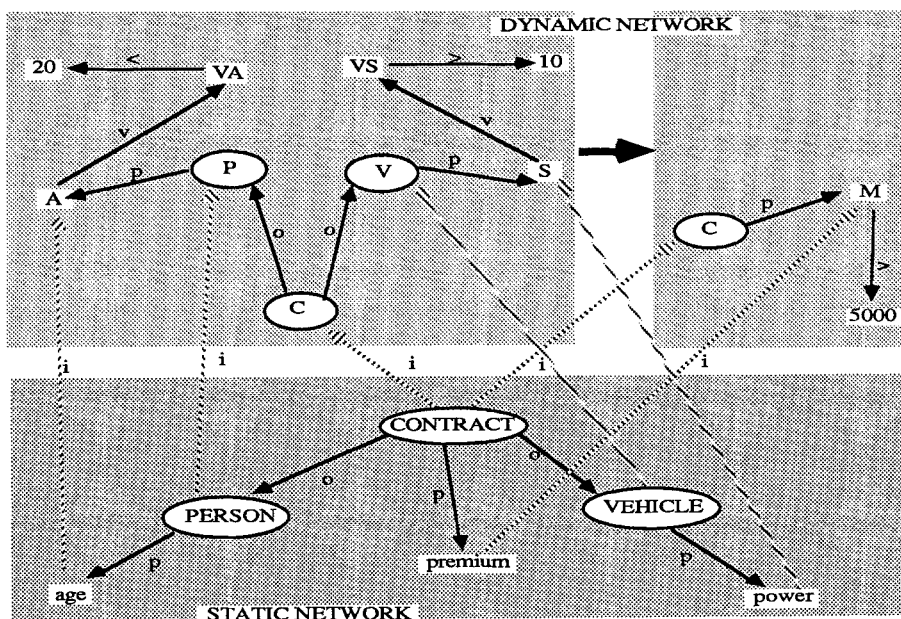 DYNAMIC NETWORK
20 < VA VS > 10
v v
A p P V p S
o o
C
C p M
>
5000
i i i i i
CONTRACT
o p o
PERSON VEHICLE
p premium p
age power
STATIC NETWORK